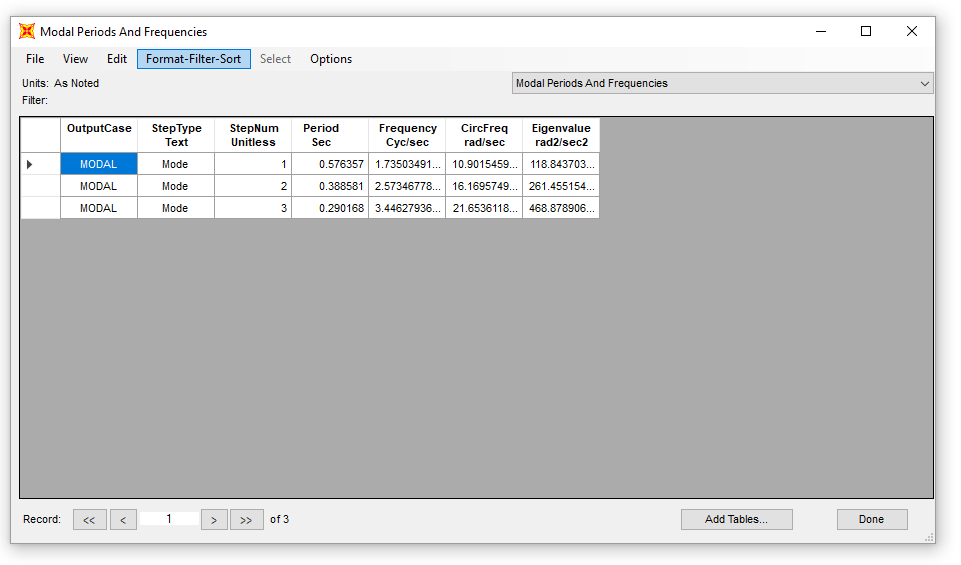 Modal Periods And Frequencies
File View Edit Format-Filter-Sort Select Options
Units: As Noted Modal Periods And Frequencies
Filter:
OutputCase StepType StepNum Period Frequency CircFreq Eigenvalue
Text Unitless Sec Cyc/sec rad/sec rad2/sec2
MODAL Mode 1 0.576357 1.73503491... 10.9015459... 118.843703...
MODAL Mode 2 0.388581 2.57346778... 16.1695749... 261.455154...
MODAL Mode 3 0.290168 3.44627936... 21.6536118... 468.878906...
Record: << < 1 > >> of 3 Add Tables... Done